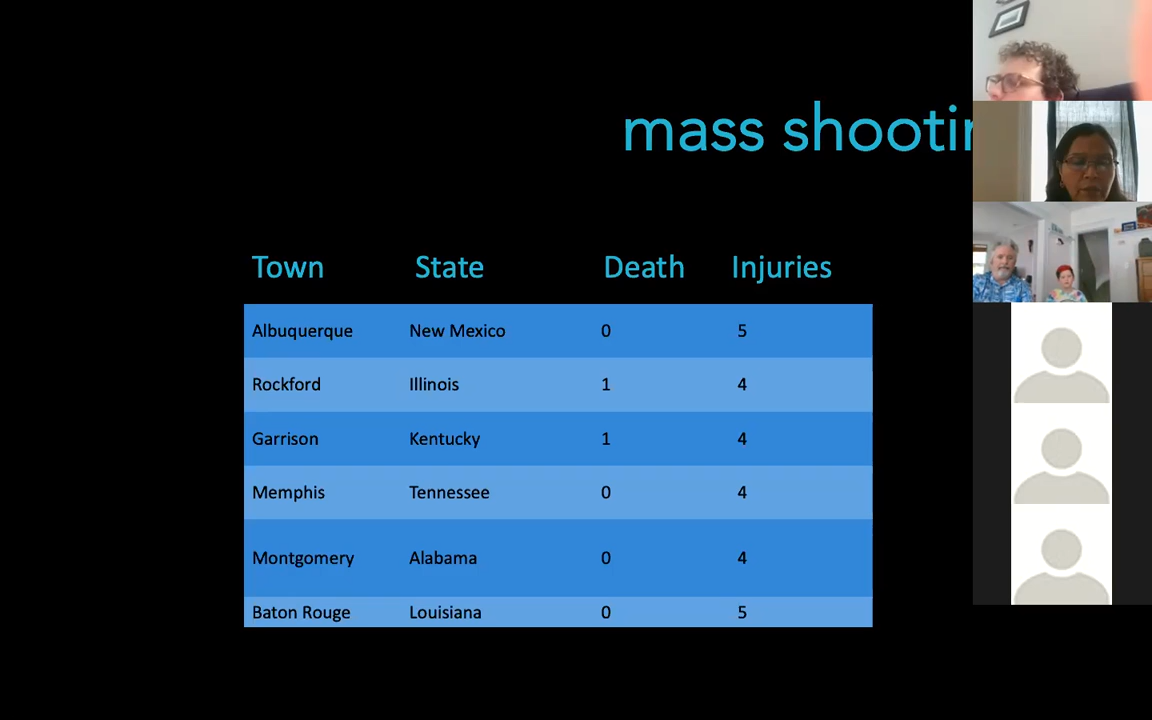 mass shootin
Town State Death Injuries
Albuquerque New Mexico 0 5
Rockford Illinois 1 4
Garrison Kentucky 1 4
Memphis Tennessee 0 4
Montgomery Alabama 0 4
Baton Rouge Louisiana 0 5